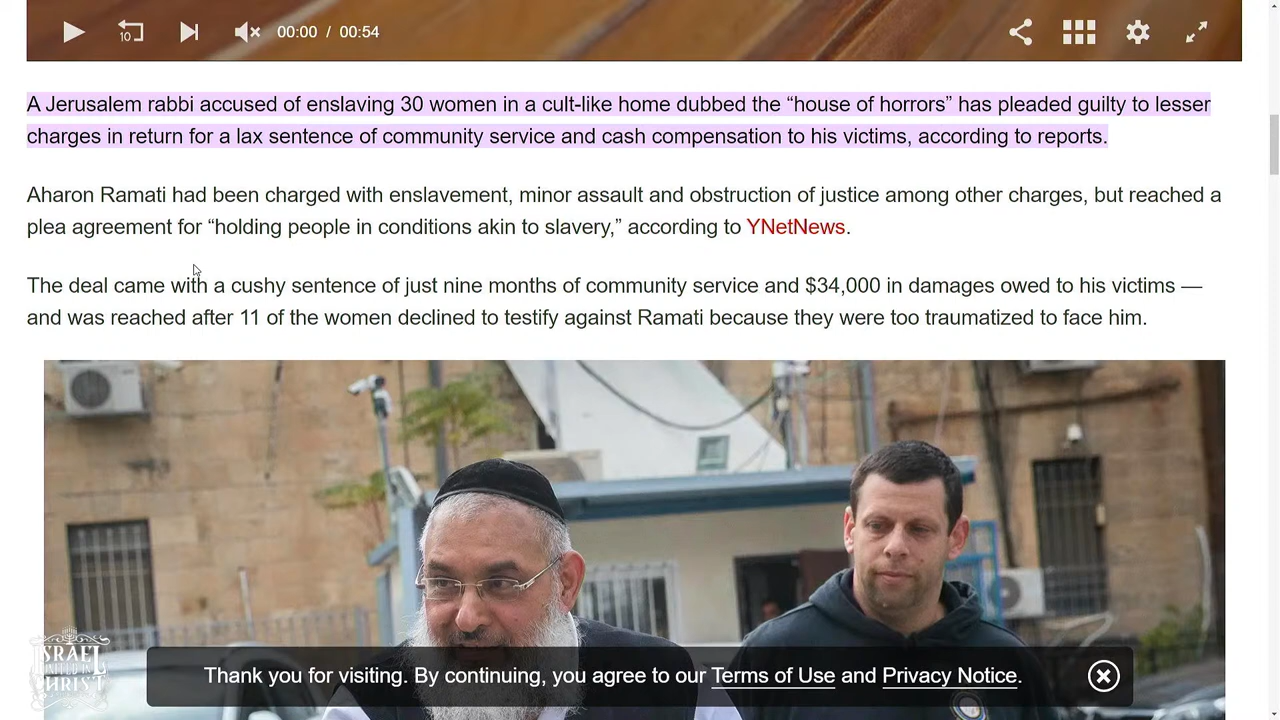 10
00:00 / 00:54
A Jerusalem rabbi accused of enslaving 30 women in a cult-like home dubbed the “house of horrors” has pleaded guilty to lesser
charges in return for a lax sentence of community service and cash compensation to his victims, according to reports.
Aharon Ramati had been charged with enslavement, minor assault and obstruction of justice among other charges, but reached a
plea agreement for “holding people in conditions akin to slavery,” according to YNetNews.
The deal came with a cushy sentence of just nine months of community service and $34,000 in damages owed to his victims —
and was reached after 11 of the women declined to testify against Ramati because they were too traumatized to face him.
ISRAEL
UNITED IN
CHRIST
Thank you for visiting. By continuing, you agree to our Terms of Use and Privacy Notice.